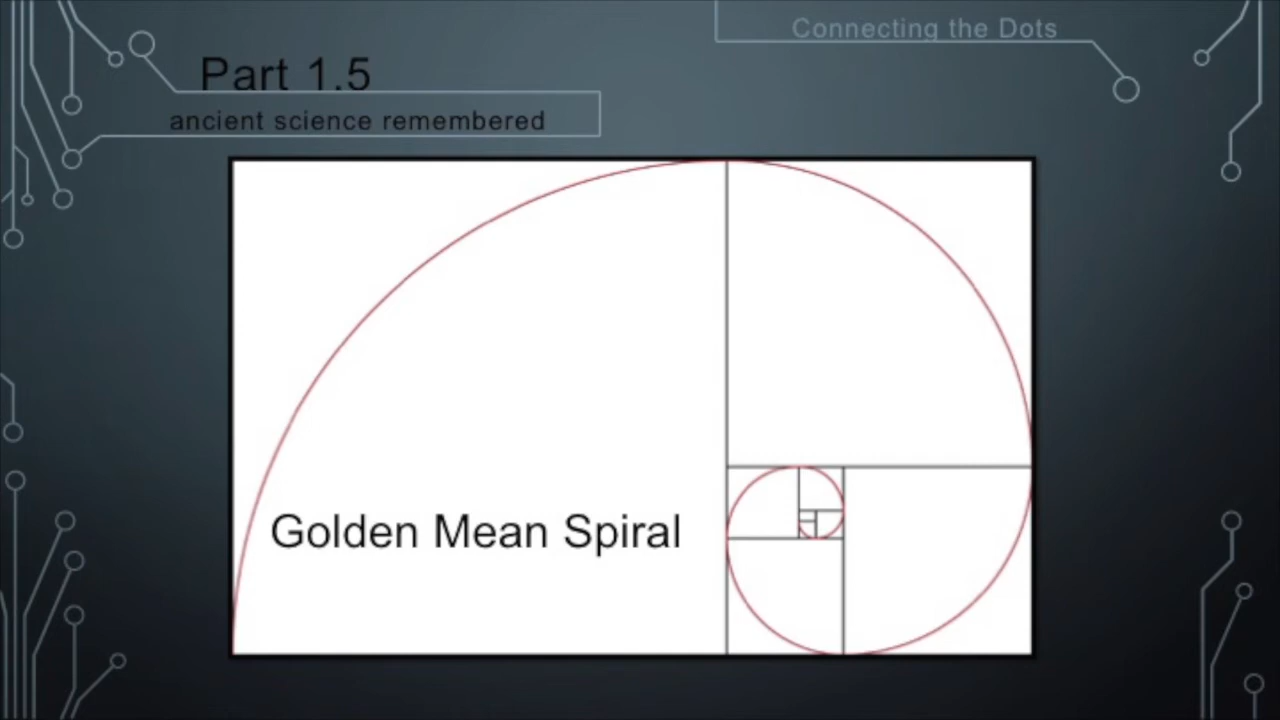 Connecting the Dots
Part 1.5
ancient science remembered
Golden Mean Spiral